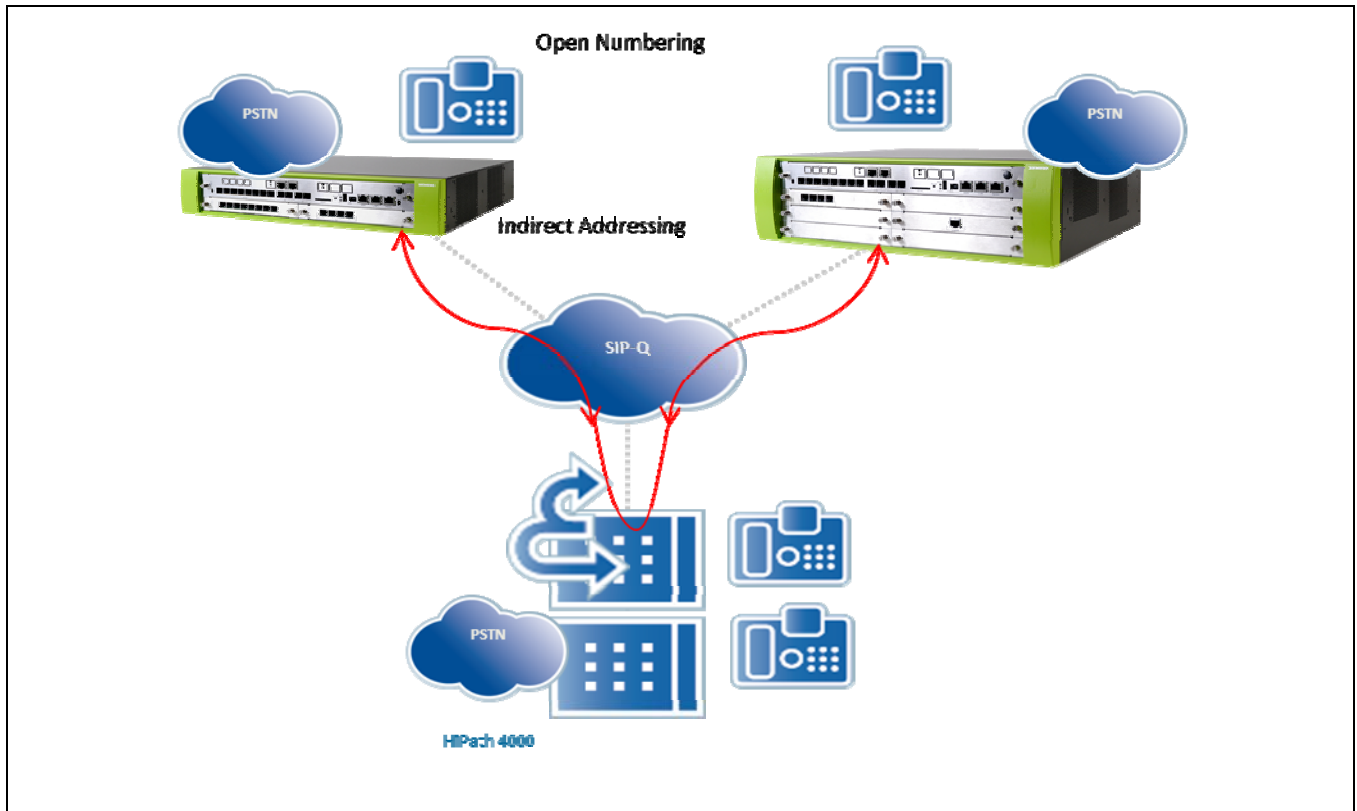 Open Numbering
PSTN
PSTN
Indirect Addressing
SIP-Q
PSTN
HiPath 4000